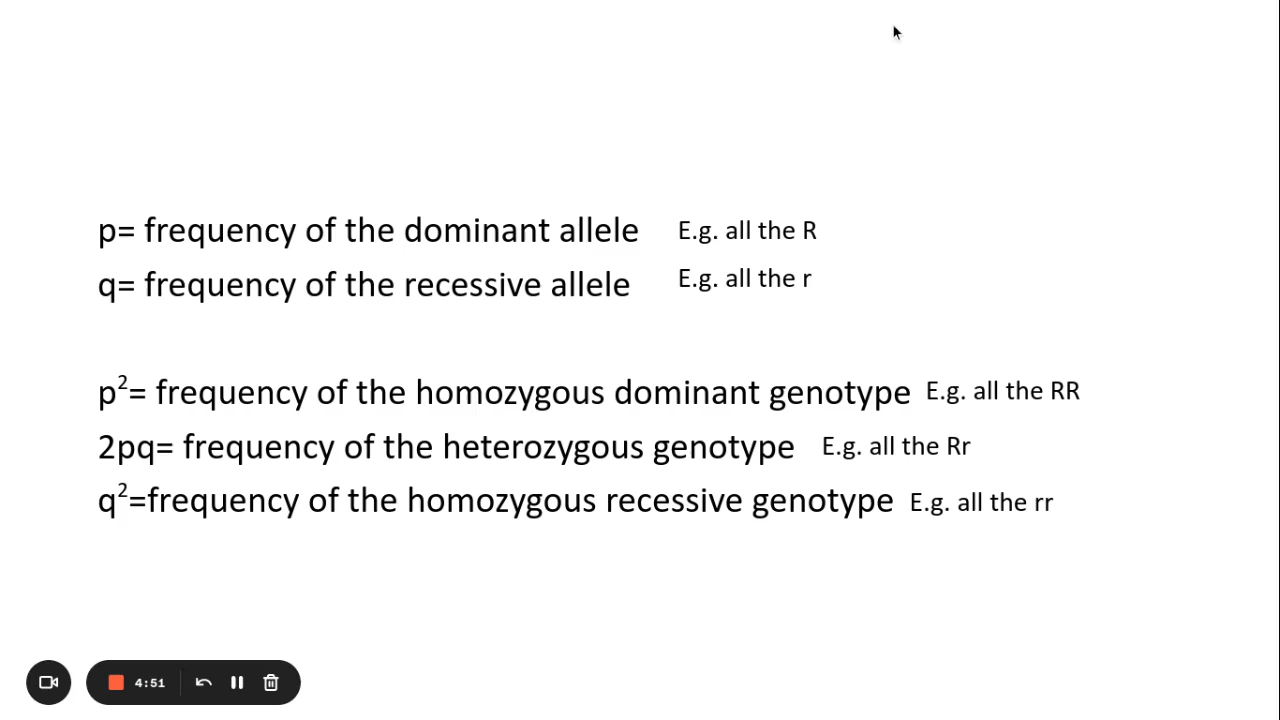 p= frequency of the dominant allele E.g. all the R
q= frequency of the recessive allele E.g. all the r
p²= frequency of the homozygous dominant genotype E.g. all the RR
2pq= frequency of the heterozygous genotype E.g. all the Rr
q²=frequency of the homozygous recessive genotype E.g. all the rr
4:51